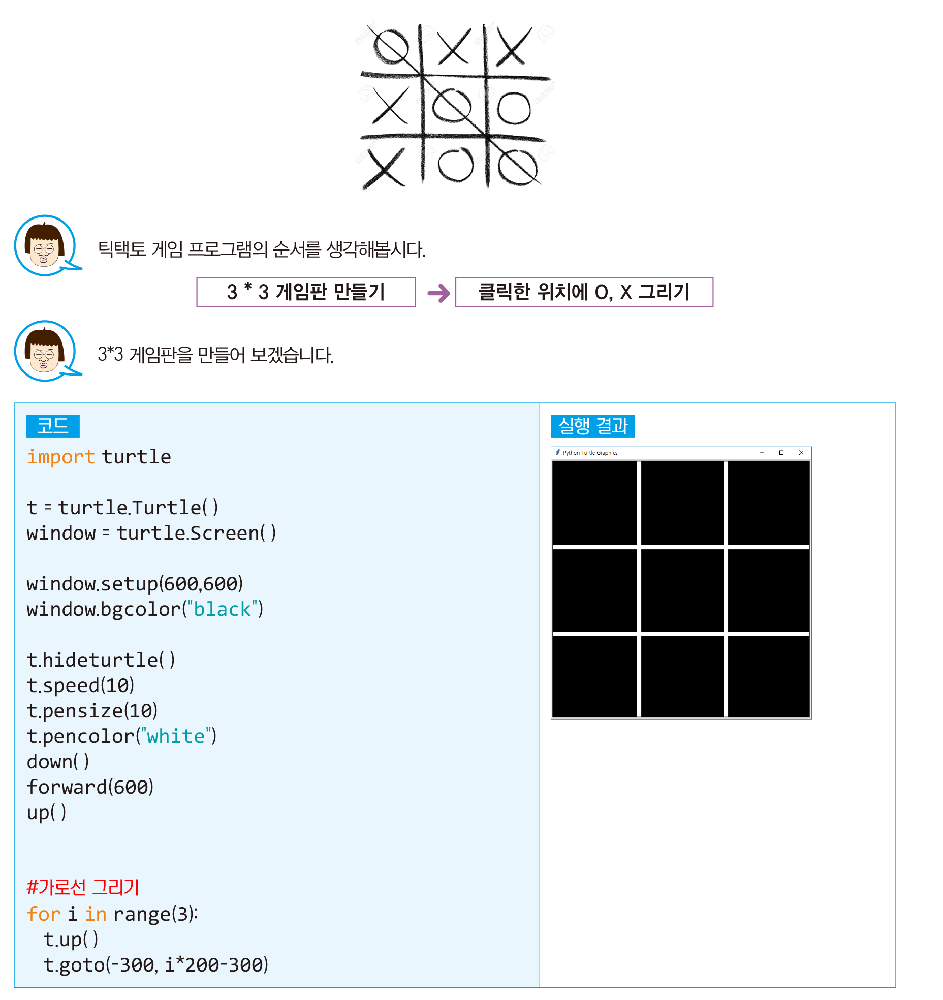 틱택토 게임 프로그램의 순서를 생각해봅시다.
3 * 3 게임판 만들기 ➔ 클릭한 위치에 O, X 그리기
3*3 게임판을 만들어 보겠습니다.
코드
import turtle
t = turtle.Turtle( )
window = turtle.Screen( )
window.setup(600,600)
window.bgcolor("black")
t.hideturtle( )
t.speed(10)
t.pensize(10)
t.pencolor("white")
down( )
forward(600)
up( )
#가로선 그리기
for i in range(3):
t.up( )
t.goto(-300, i*200-300)
실행 결과
Python Turtle Graphics